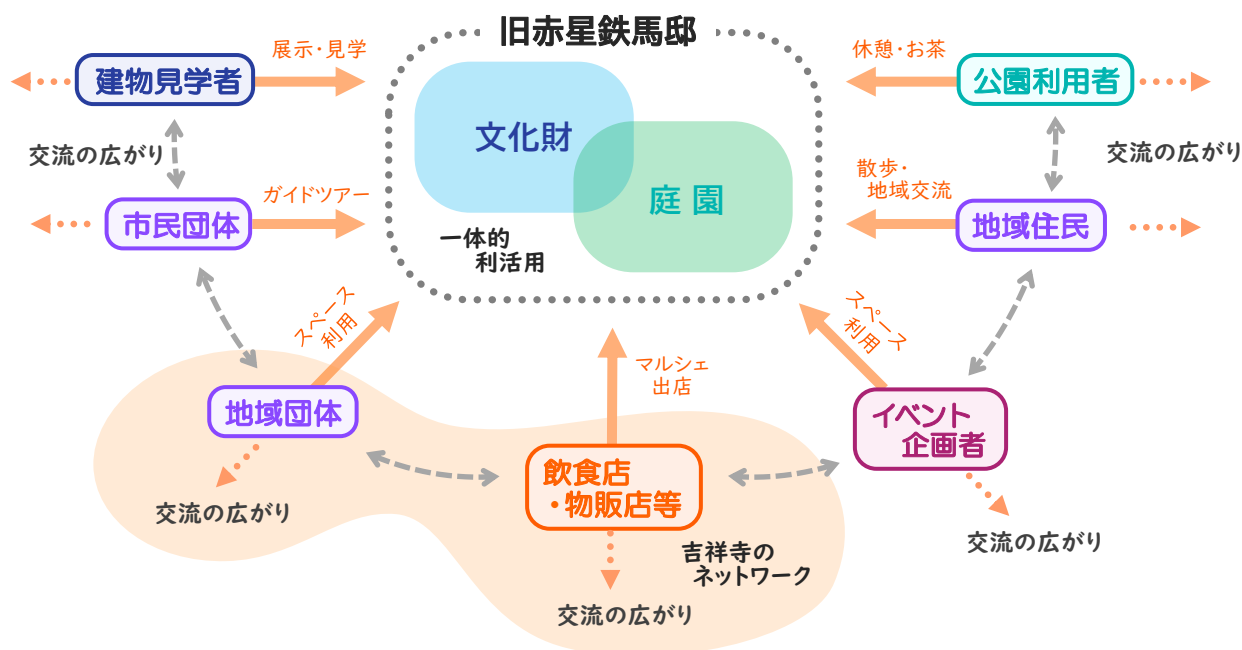 旧赤星鉄馬邸
展示・見学
休憩・お茶
建物見学者
公園利用者
文化財
交流の広がり
交流の広がり
ガイドツアー
散歩・
地域交流
市民団体
庭園
地域住民
一体的
利活用
スペース
利用
スペース
利用
マルシェ
出店
地域団体
イベント
企画者
飲食店
・物販店等
交流の広がり
交流の広がり
吉祥寺の
ネットワーク
交流の広がり